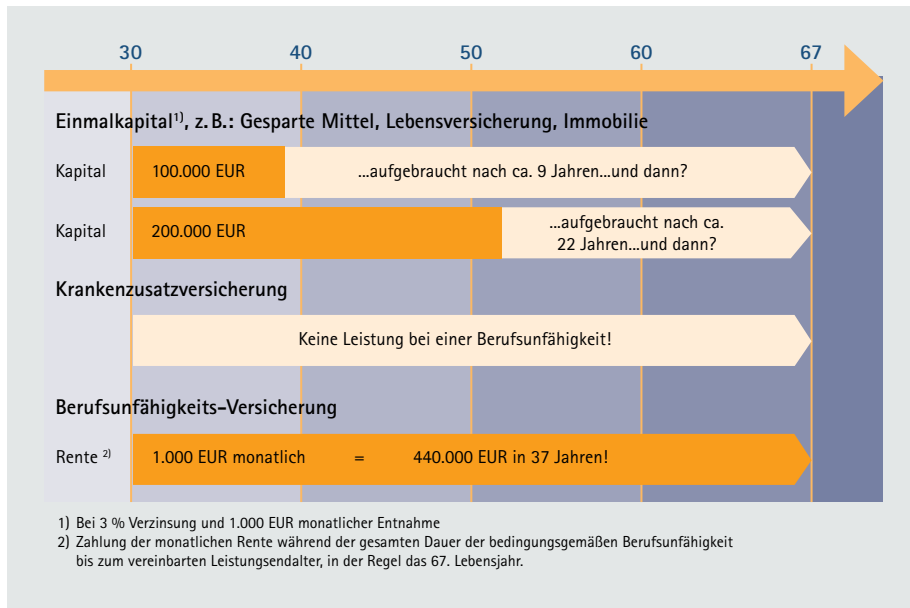 30 40 50 60 67
Einmalkapital1), z. B.: Gesparte Mittel, Lebensversicherung, Immobilie
Kapital 100.000 EUR ...aufgebraucht nach ca. 9 Jahren...und dann?
Kapital 200.000 EUR ...aufgebraucht nach ca.
22 Jahren...und dann?
Krankenzusatzversicherung
Keine Leistung bei einer Berufsunfähigkeit!
Berufsunfähigkeits-Versicherung
Rente 2) 1.000 EUR monatlich = 440.000 EUR in 37 Jahren!
1) Bei 3 % Verzinsung und 1.000 EUR monatlicher Entnahme
2) Zahlung der monatlichen Rente während der gesamten Dauer der bedingungsgemäßen Berufsunfähigkeit
bis zum vereinbarten Leistungsendalter, in der Regel das 67. Lebensjahr.